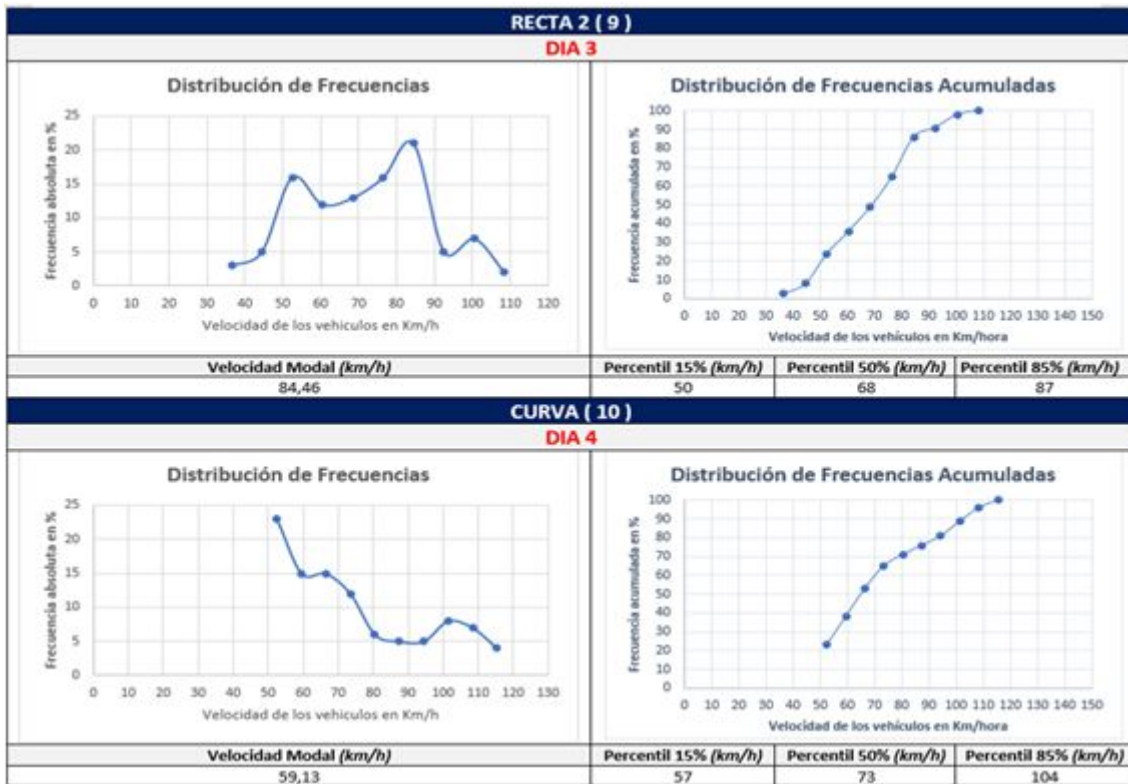 RECTA 2 ( 9 )
DIA 3
Distribución de Frecuencias
Frecuencia absoluta en %
25
20
15
10
5
0
0 10 20 30 40 50 60 70 80 90 100 110 120
Velocidad de los vehiculos en Km/h
Distribución de Frecuencias Acumuladas
Frecuencia acumulada en %
100
90
80
70
60
50
40
30
20
10
0
0 10 20 30 40 50 60 70 80 90 100 110 120 130 140 150
Velocidad de los vehículos en Km/hora
Velocidad Modal (km/h) Percentil 15% (km/h) Percentil 50% (km/h) Percentil 85% (km/h)
84,46 50 68 87
CURVA ( 10 )
DIA 4
Distribución de Frecuencias
Frecuencia absoluta en %
25
20
15
10
5
0
0 10 20 30 40 50 60 70 80 90 100 110 120 130
Velocidad de los vehiculos en Km/h
Distribución de Frecuencias Acumuladas
Frecuencia acumulada en %
100
90
80
70
60
50
40
30
20
10
0
0 10 20 30 40 50 60 70 80 90 100 110 120 130 140 150
Velocidad de los vehículos en Km/hora
Velocidad Modal (km/h) Percentil 15% (km/h) Percentil 50% (km/h) Percentil 85% (km/h)
59,13 57 73 104